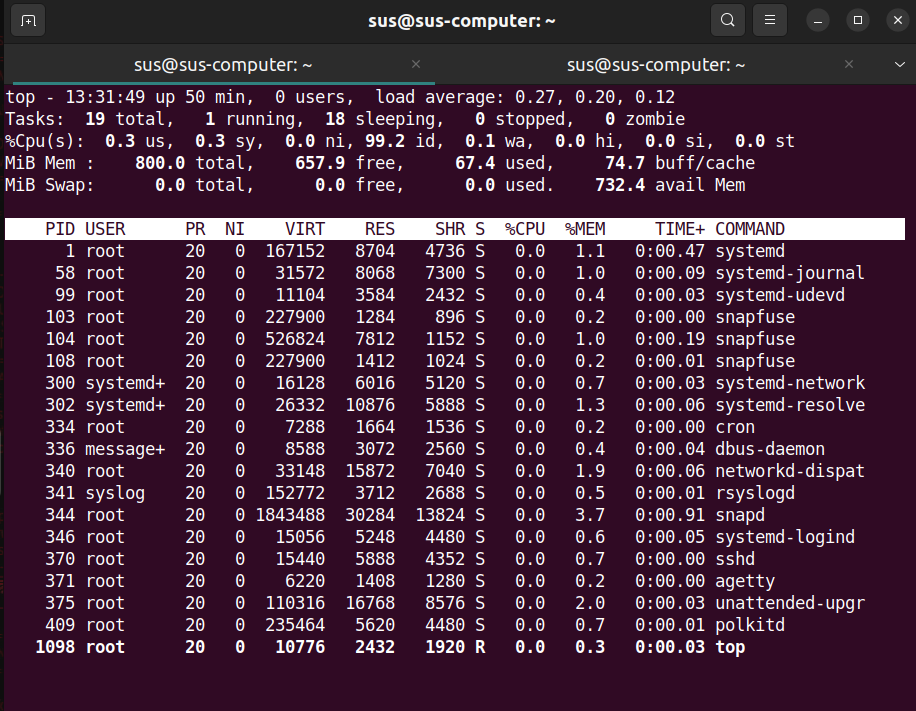 sus@sus-computer: ~
sus@sus-computer: ~ × sus@sus-computer: ~ ×
top - 13:31:49 up 50 min,  0 users,  load average: 0.27, 0.20, 0.12
Tasks:  19 total,   1 running,  18 sleeping,   0 stopped,   0 zombie
%Cpu(s):  0.3 us,  0.3 sy,  0.0 ni, 99.2 id,  0.1 wa,  0.0 hi,  0.0 si,  0.0 st
MiB Mem :    800.0 total,    657.9 free,     67.4 used,     74.7 buff/cache
MiB Swap:      0.0 total,      0.0 free,      0.0 used.    732.4 avail Mem
    PID USER      PR  NI    VIRT    RES    SHR S  %CPU  %MEM     TIME+ COMMAND
      1 root      20   0  167152   8704   4736 S   0.0   1.1   0:00.47 systemd
     58 root      20   0   31572   8068   7300 S   0.0   1.0   0:00.09 systemd-journal
     99 root      20   0   11104   3584   2432 S   0.0   0.4   0:00.03 systemd-udevd
    103 root      20   0  227900   1284    896 S   0.0   0.2   0:00.00 snapfuse
    104 root      20   0  526824   7812   1152 S   0.0   1.0   0:00.19 snapfuse
    108 root      20   0  227900   1412   1024 S   0.0   0.2   0:00.01 snapfuse
    300 systemd+  20   0   16128   6016   5120 S   0.0   0.7   0:00.03 systemd-network
    302 systemd+  20   0   26332  10876   5888 S   0.0   1.3   0:00.06 systemd-resolve
    334 root      20   0    7288   1664   1536 S   0.0   0.2   0:00.00 cron
    336 message+  20   0    8588   3072   2560 S   0.0   0.4   0:00.04 dbus-daemon
    340 root      20   0   33148  15872   7040 S   0.0   1.9   0:00.06 networkd-dispat
    341 syslog    20   0  152772   3712   2688 S   0.0   0.5   0:00.01 rsyslogd
    344 root      20   0 1843488  30284  13824 S   0.0   3.7   0:00.91 snapd
    346 root      20   0   15056   5248   4480 S   0.0   0.6   0:00.05 systemd-logind
    370 root      20   0   15440   5888   4352 S   0.0   0.7   0:00.00 sshd
    371 root      20   0    6220   1408   1280 S   0.0   0.2   0:00.00 agetty
    375 root      20   0  110316  16768   8576 S   0.0   2.0   0:00.03 unattended-upgr
    409 root      20   0  235464   5620   4480 S   0.0   0.7   0:00.01 polkitd
   1098 root      20   0   10776   2432   1920 R   0.0   0.3   0:00.03 top